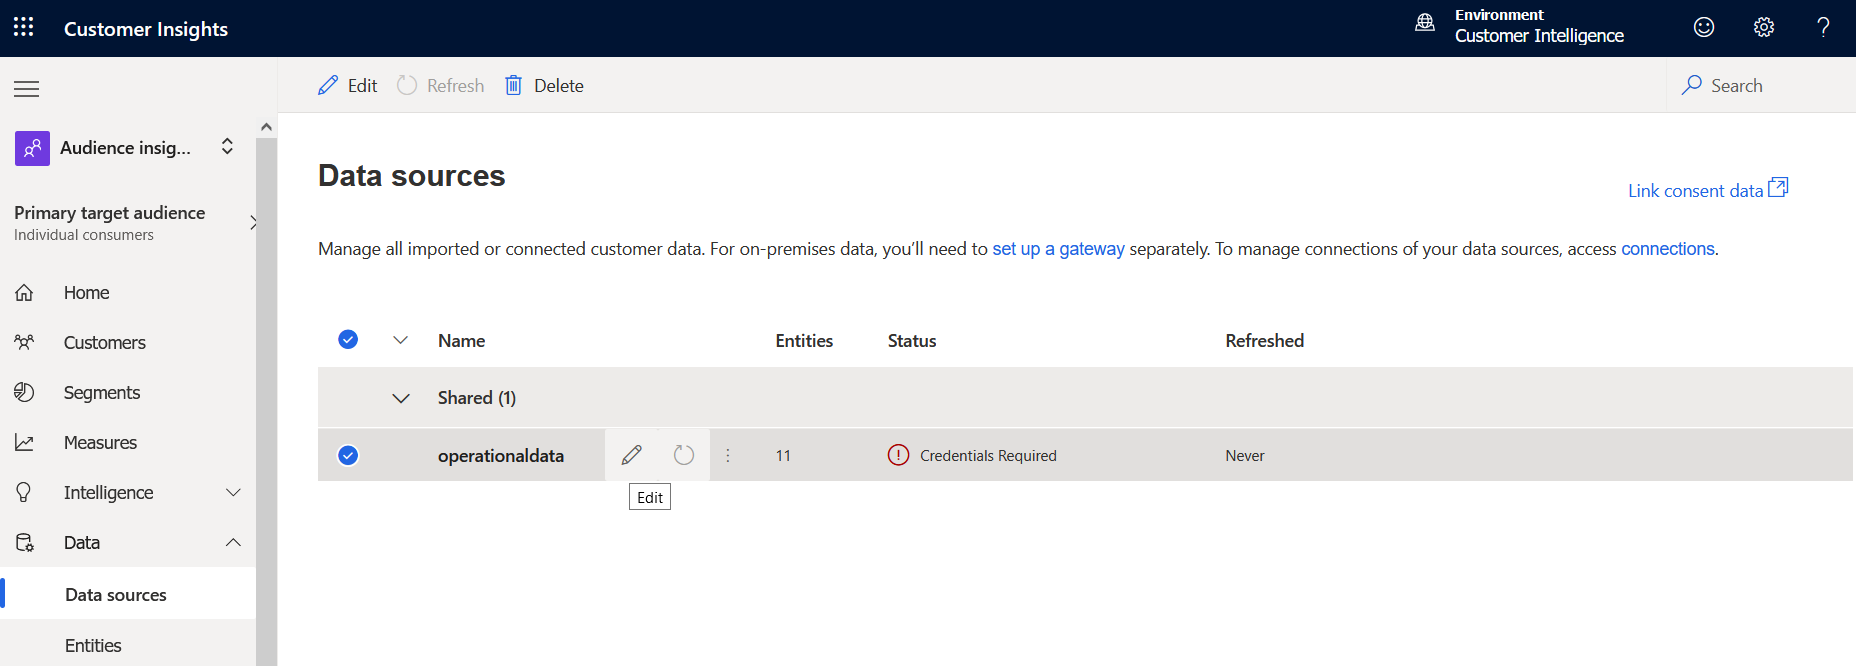 Customer Insights
Environment
Customer Intelligence
Edit
Refresh
Delete
Search
Audience insig...
Primary target audience
Individual consumers
Home
Customers
Segments
Measures
Intelligence
Data
Data sources
Entities
Data sources
Link consent data
Manage all imported or connected customer data. For on-premises data, you'll need to set up a gateway separately. To manage connections of your data sources, access connections.
Name Entities Status Refreshed
Shared (1)
operationaldata 11 Credentials Required Never
Edit